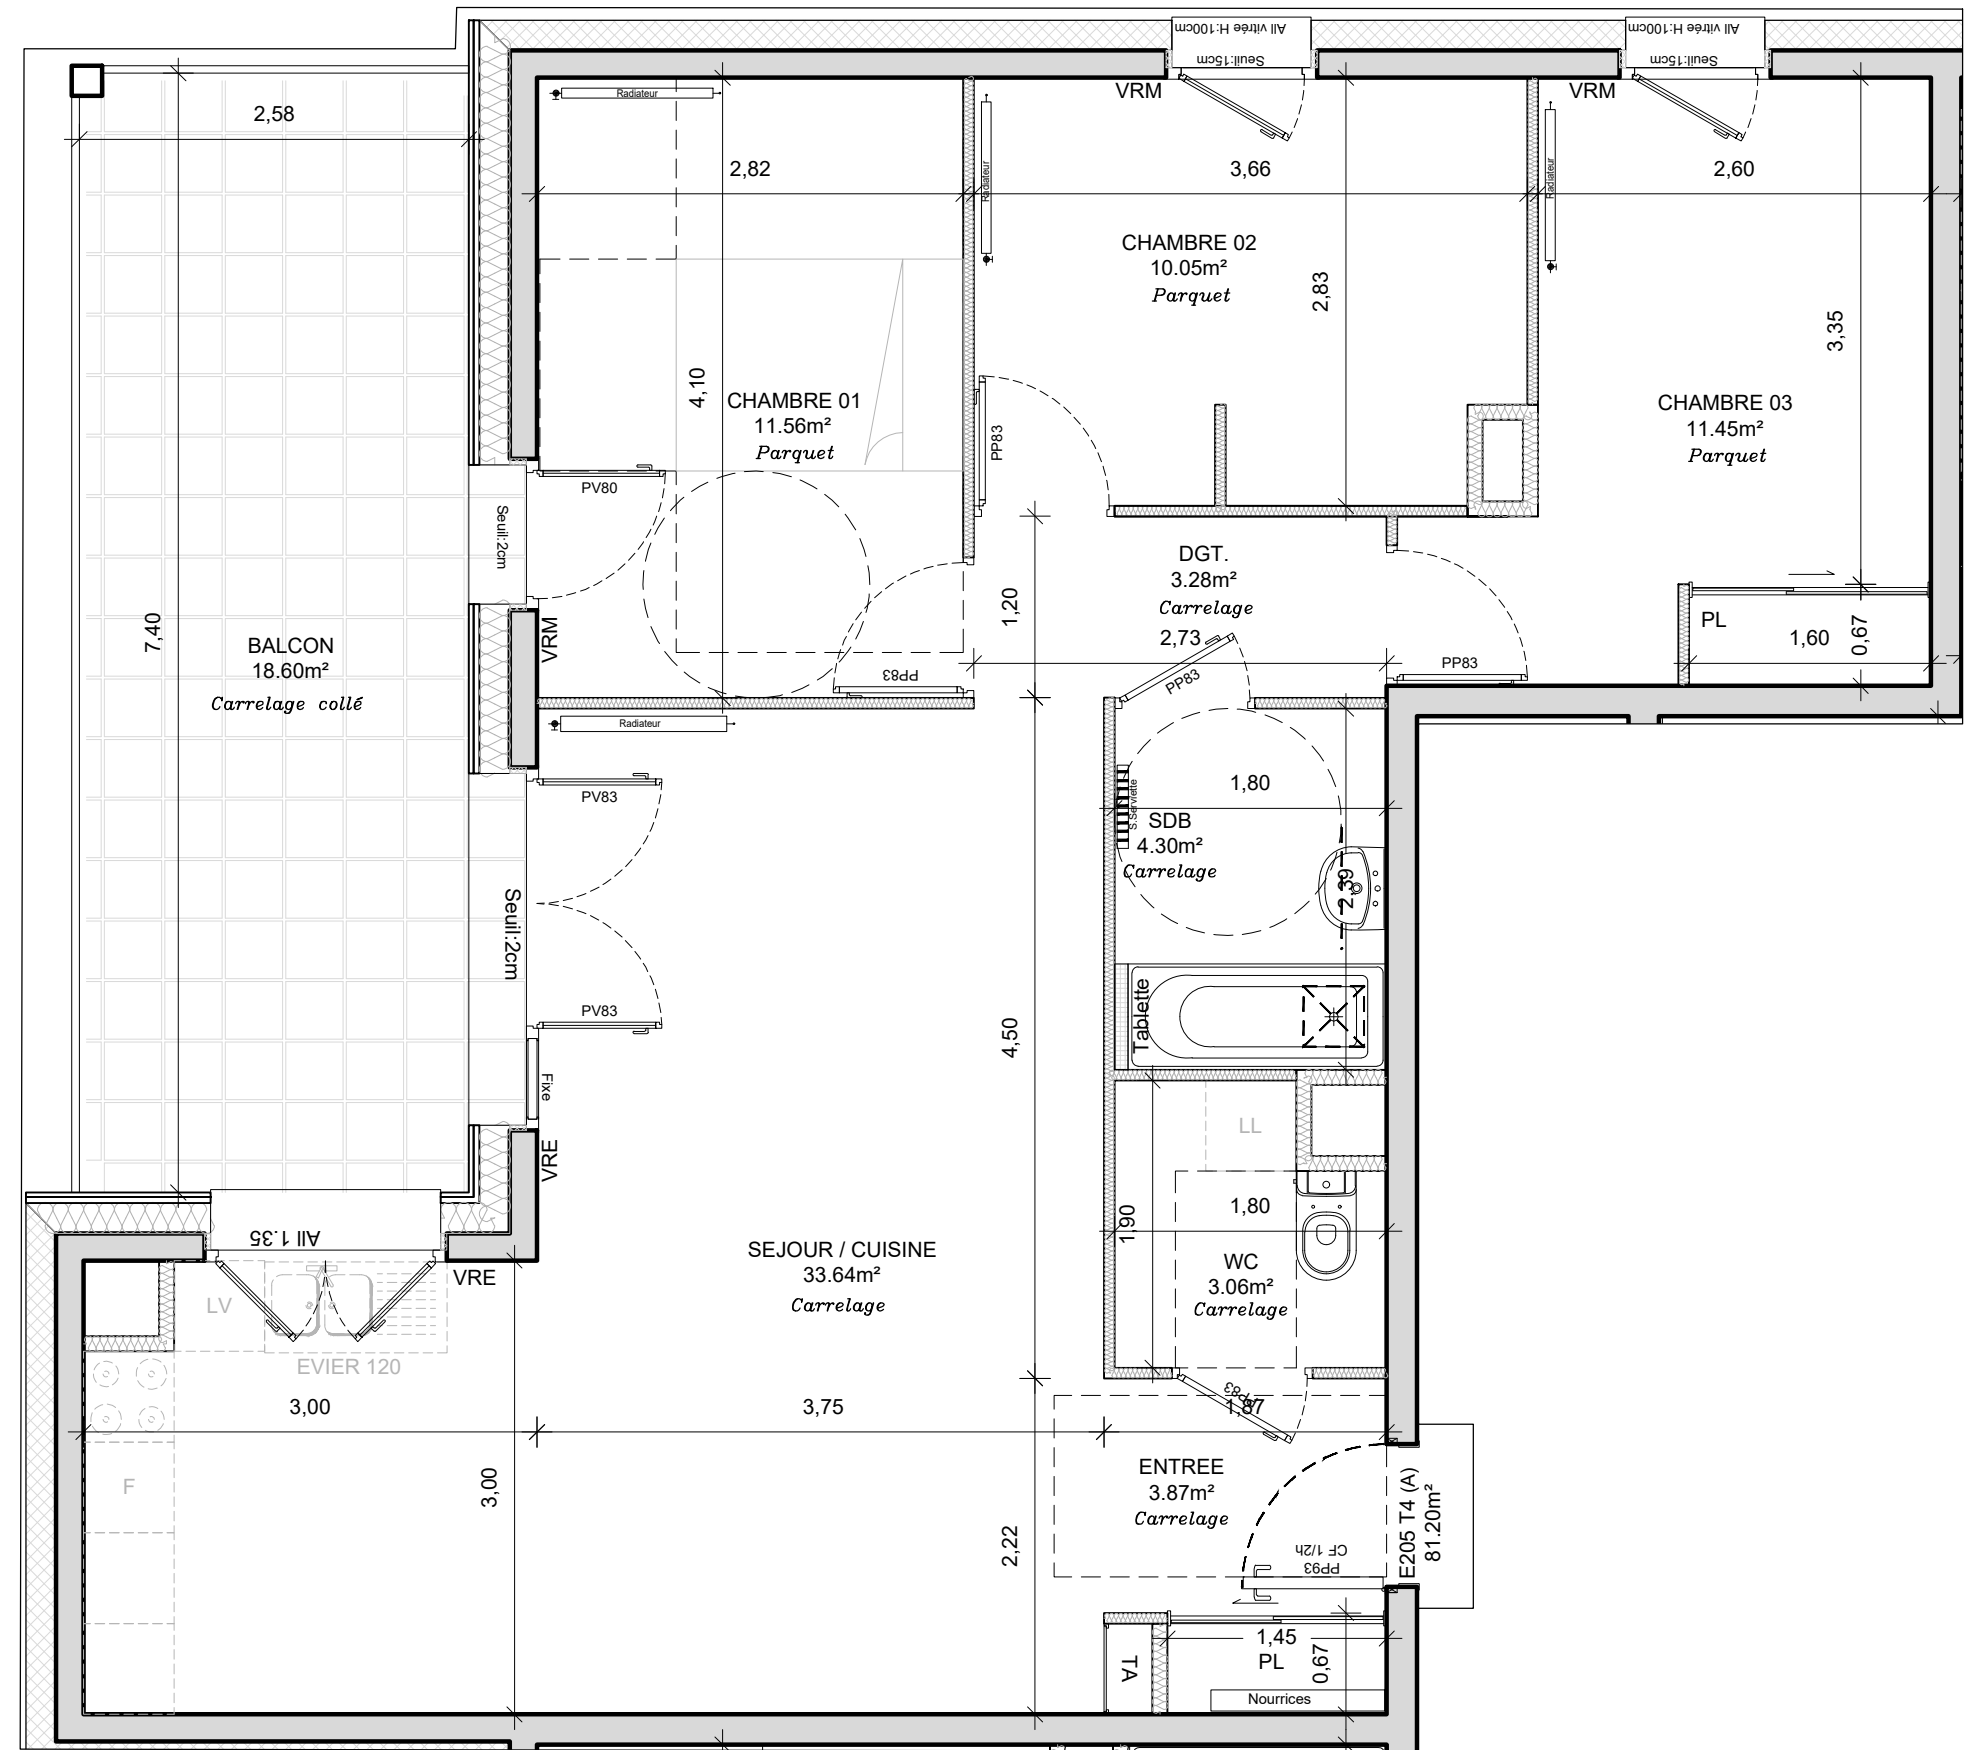 All vitrée H:100cm
Seuil:15cm
VRM
All vitrée H:100cm
Seuil:15cm
VRM
Radiateur
2,58
2,82
3,66
2,60
Radiateur
Radiateur
CHAMBRE 02
10.05m²
Parquet
2,83
3,35
4,10
CHAMBRE 01
11.56m²
Parquet
CHAMBRE 03
11.45m²
Parquet
PP83
PV80
Seuil:2cm
DGT.
3.28m²
Carrelage
2,73
1,20
PL
1,60
0,67
7,40
BALCON
18.60m²
Carrelage collé
VRM
PP83
PP83
PP83
Radiateur
PV83
1,80
S.Serviette
SDB
4.30m²
Carrelage
2,39
Seuil:2cm
PV83
Tablette
4,50
Fixe
VRE
LL
1,90
1,80
WC
3.06m²
Carrelage
All 1.35
VRE
SEJOUR / CUISINE
33.64m²
Carrelage
LV
EVIER 120
3,00
3,75
PP83
1,87
F
3,00
ENTREE
3.87m²
Carrelage
2,22
PP93
CF 1/2h
E205 T4 (A)
81.20m²
TA
1,45
PL
0,67
Nourrices